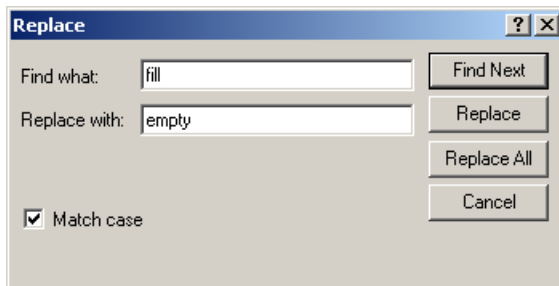 Replace
Find what: fill
Find Next
Replace with: empty
Replace
Replace All
Match case
Cancel